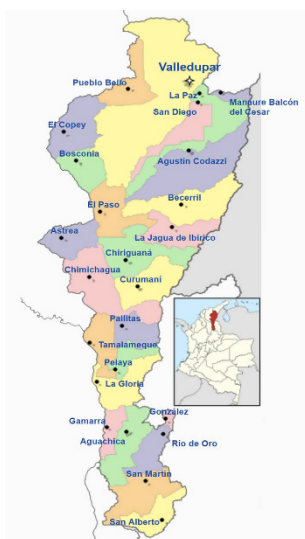 Valledupar
Pueblo Bello
La Paz
Manaure Balcón
del Cesar
San Diego
El Copey
Bosconia
Agustin Codazzi
Becerril
El Paso
Astrea
La Jagua de Ibirico
Chiriguaná
Chimichagua
Curumaní
Pailitas
Tamalameque
Pelaya
La Gloria
González
Gamarra
Aguachica
Rio de Oro
San Martín
San Alberto